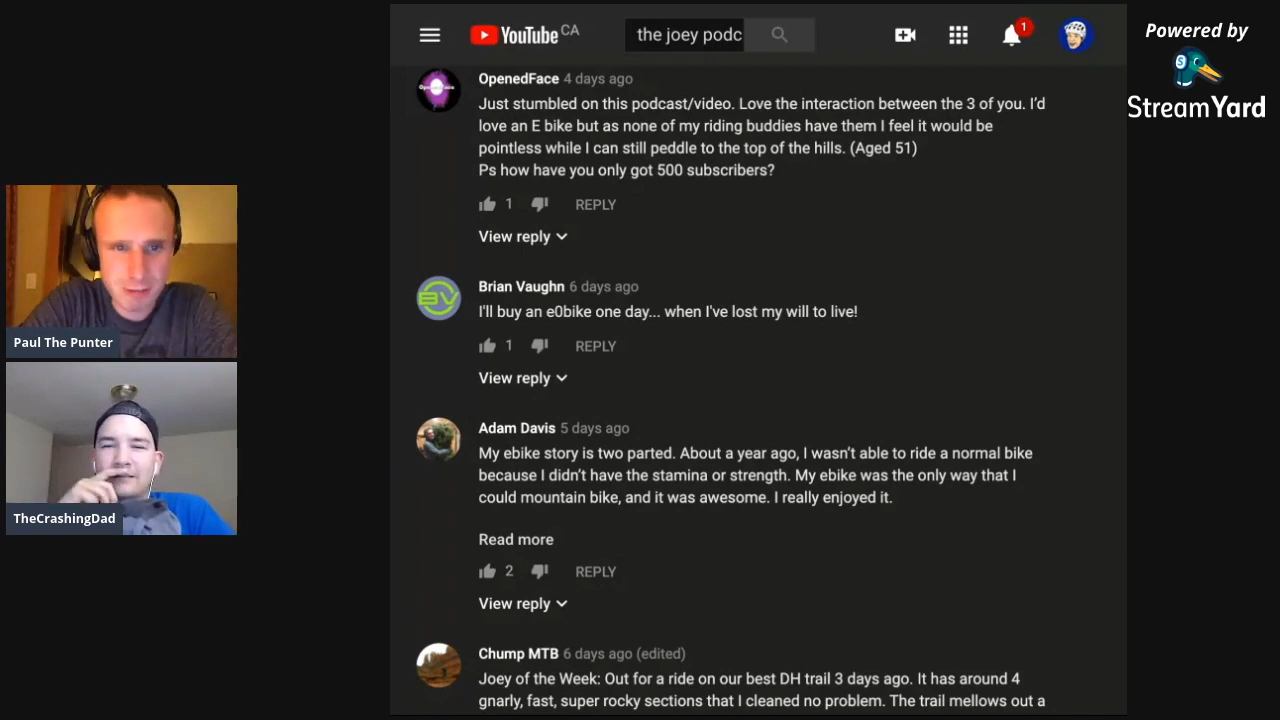 YouTube CA
the joey podc
1
Powered by
StreamYard
OpenedFace 4 days ago
Just stumbled on this podcast/video. Love the interaction between the 3 of you. I'd
love an E bike but as none of my riding buddies have them I feel it would be
pointless while I can still peddle to the top of the hills. (Aged 51)
Ps how have you only got 500 subscribers?
1 REPLY
View reply
Brian Vaughn 6 days ago
I'll buy an e0bike one day... when I've lost my will to live!
1 REPLY
View reply
Adam Davis 5 days ago
My ebike story is two parted. About a year ago, I wasn't able to ride a normal bike
because I didn't have the stamina or strength. My ebike was the only way that I
could mountain bike, and it was awesome. I really enjoyed it.
Read more
2 REPLY
View reply
Chump MTB 6 days ago (edited)
Joey of the Week: Out for a ride on our best DH trail 3 days ago. It has around 4
gnarly, fast, super rocky sections that I cleaned no problem. The trail mellows out a
Paul The Punter
TheCrashingDad
OpenedFace
BV
S